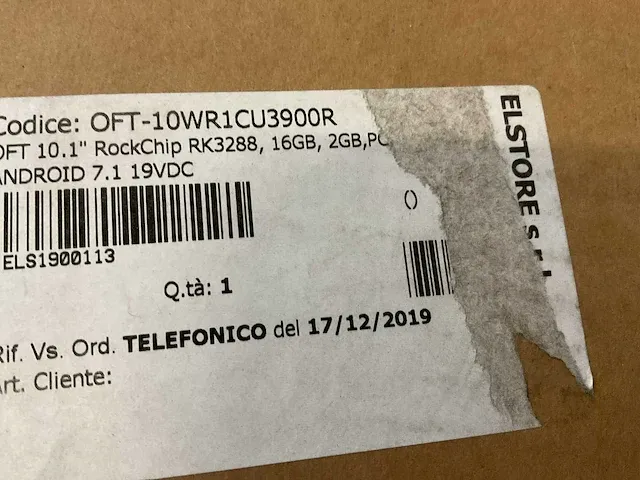 Codice: OFT-10WR1CU3900R
OFT 10.1" RockChip RK3288, 16GB, 2GB,PC
ANDROID 7.1 19VDC
()
ELS1900113
Q.tà: 1
Rif. Vs. Ord. TELEFONICO del 17/12/2019
Art. Cliente:
ELSTORE s.r.l